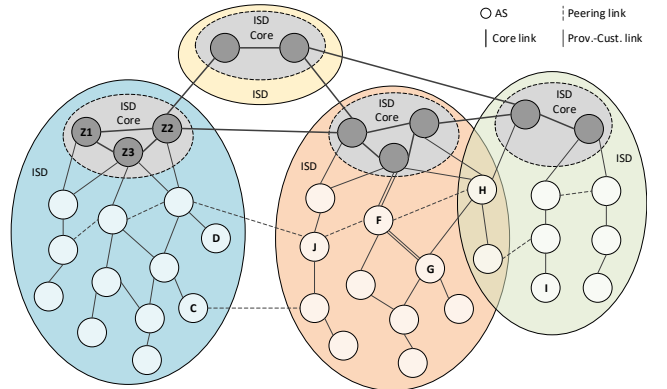 ISD
Core
ISD
AS
Peering link
Core link
Prov.-Cust. link
ISD
Core
Z1
Z2
Z3
ISD
D
C
ISD
Core
ISD
J
F
G
H
ISD
Core
ISD
I